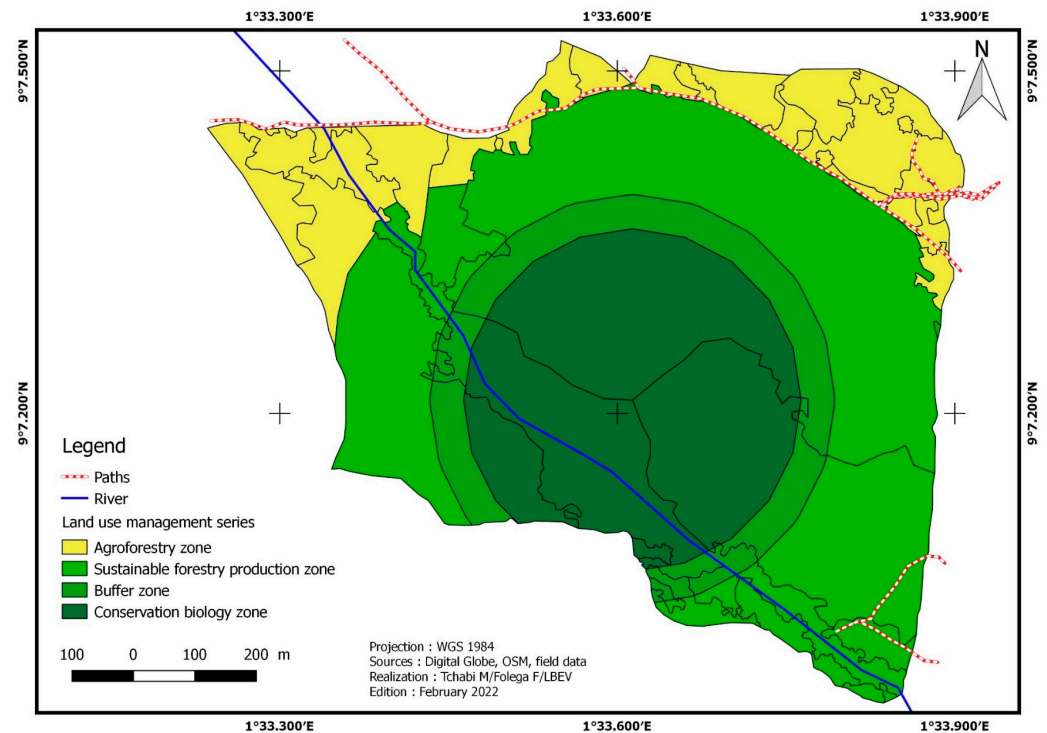 1°33.300′E 1°33.600′E 1°33.900′E
9°7.500′N 9°7.500′N
N
9°7.200′N 9°7.200′N
Legend
Paths
River
Land use management series
Agroforestry zone
Sustainable forestry production zone
Buffer zone
Conservation biology zone
100 0 100 200 m
Projection : WGS 1984
Sources : Digital Globe, OSM, field data
Realization : Tchabi M/Folega F/LBEV
Edition : February 2022
1°33.300′E 1°33.600′E 1°33.900′E